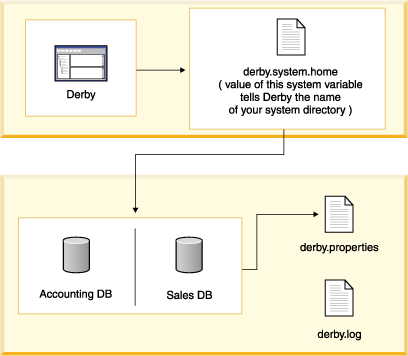 Derby
derby.system.home
( value of this system variable
tells Derby the name
of your system directory )
Accounting DB
Sales DB
derby.properties
derby.log